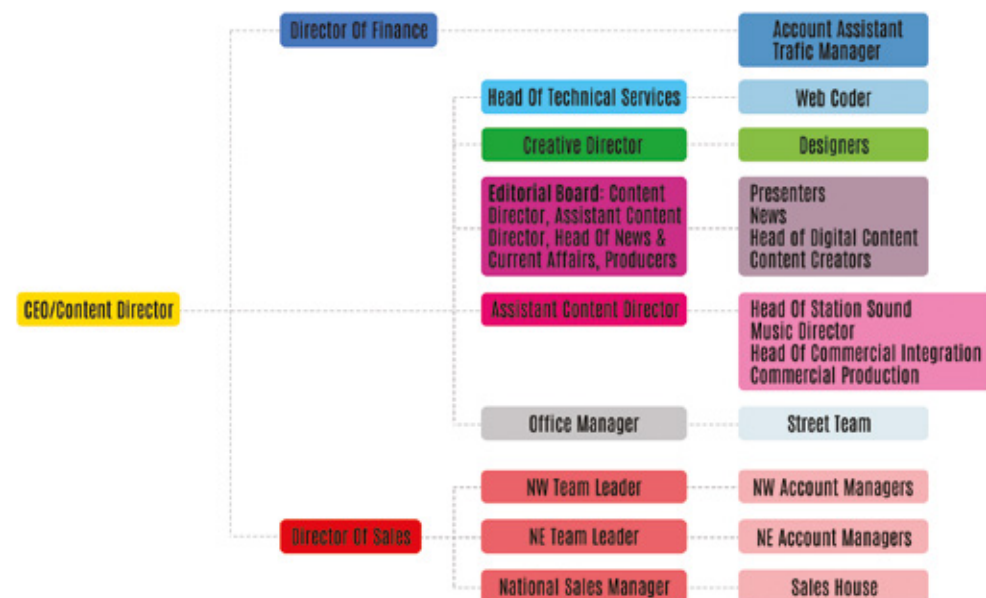 Director Of Finance
Account Assistant
Trafic Manager
Head Of Technical Services
Web Coder
Creative Director
Designers
Editorial Board: Content
Director, Assistant Content
Director, Head Of News &
Current Affairs, Producers
Presenters
News
Head of Digital Content
Content Creators
CEO/Content Director
Assistant Content Director
Head Of Station Sound
Music Director
Head Of Commercial Integration
Commercial Production
Office Manager
Street Team
NW Team Leader
NW Account Managers
Director Of Sales
NE Team Leader
NE Account Managers
National Sales Manager
Sales House